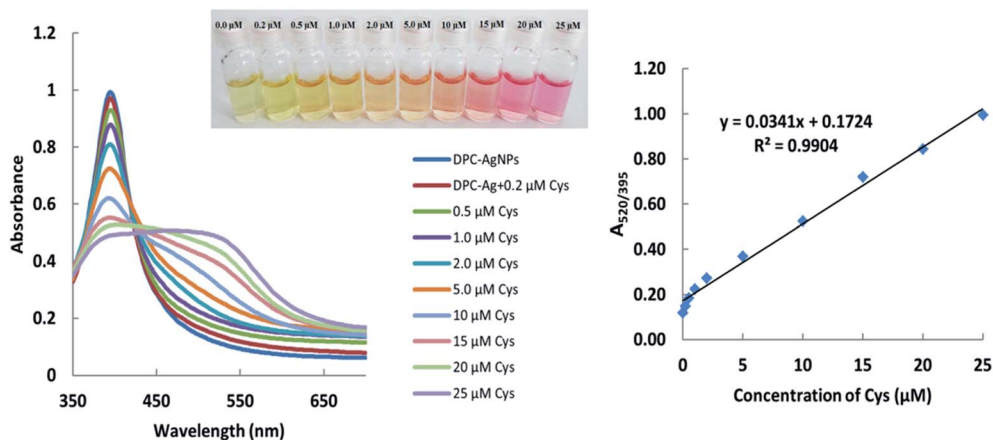 0.0 µM 0.2 µM 0.5 µM 1.0 µM 2.0 µM 5.0 µM 10 µM 15 µM 20 µM 25 µM
1.2
1
0.8
0.6
0.4
0.2
0
Absorbance
350 450 550 650
Wavelength (nm)
DPC-AgNPs
DPC-Ag+0.2 µM Cys
0.5 µM Cys
1.0 µM Cys
2.0 µM Cys
5.0 µM Cys
10 µM Cys
15 µM Cys
20 µM Cys
25 µM Cys
1.20
1.00
0.80
0.60
0.40
0.20
0.00
A520/395
y = 0.0341x + 0.1724
R² = 0.9904
0 5 10 15 20 25
Concentration of Cys (µM)